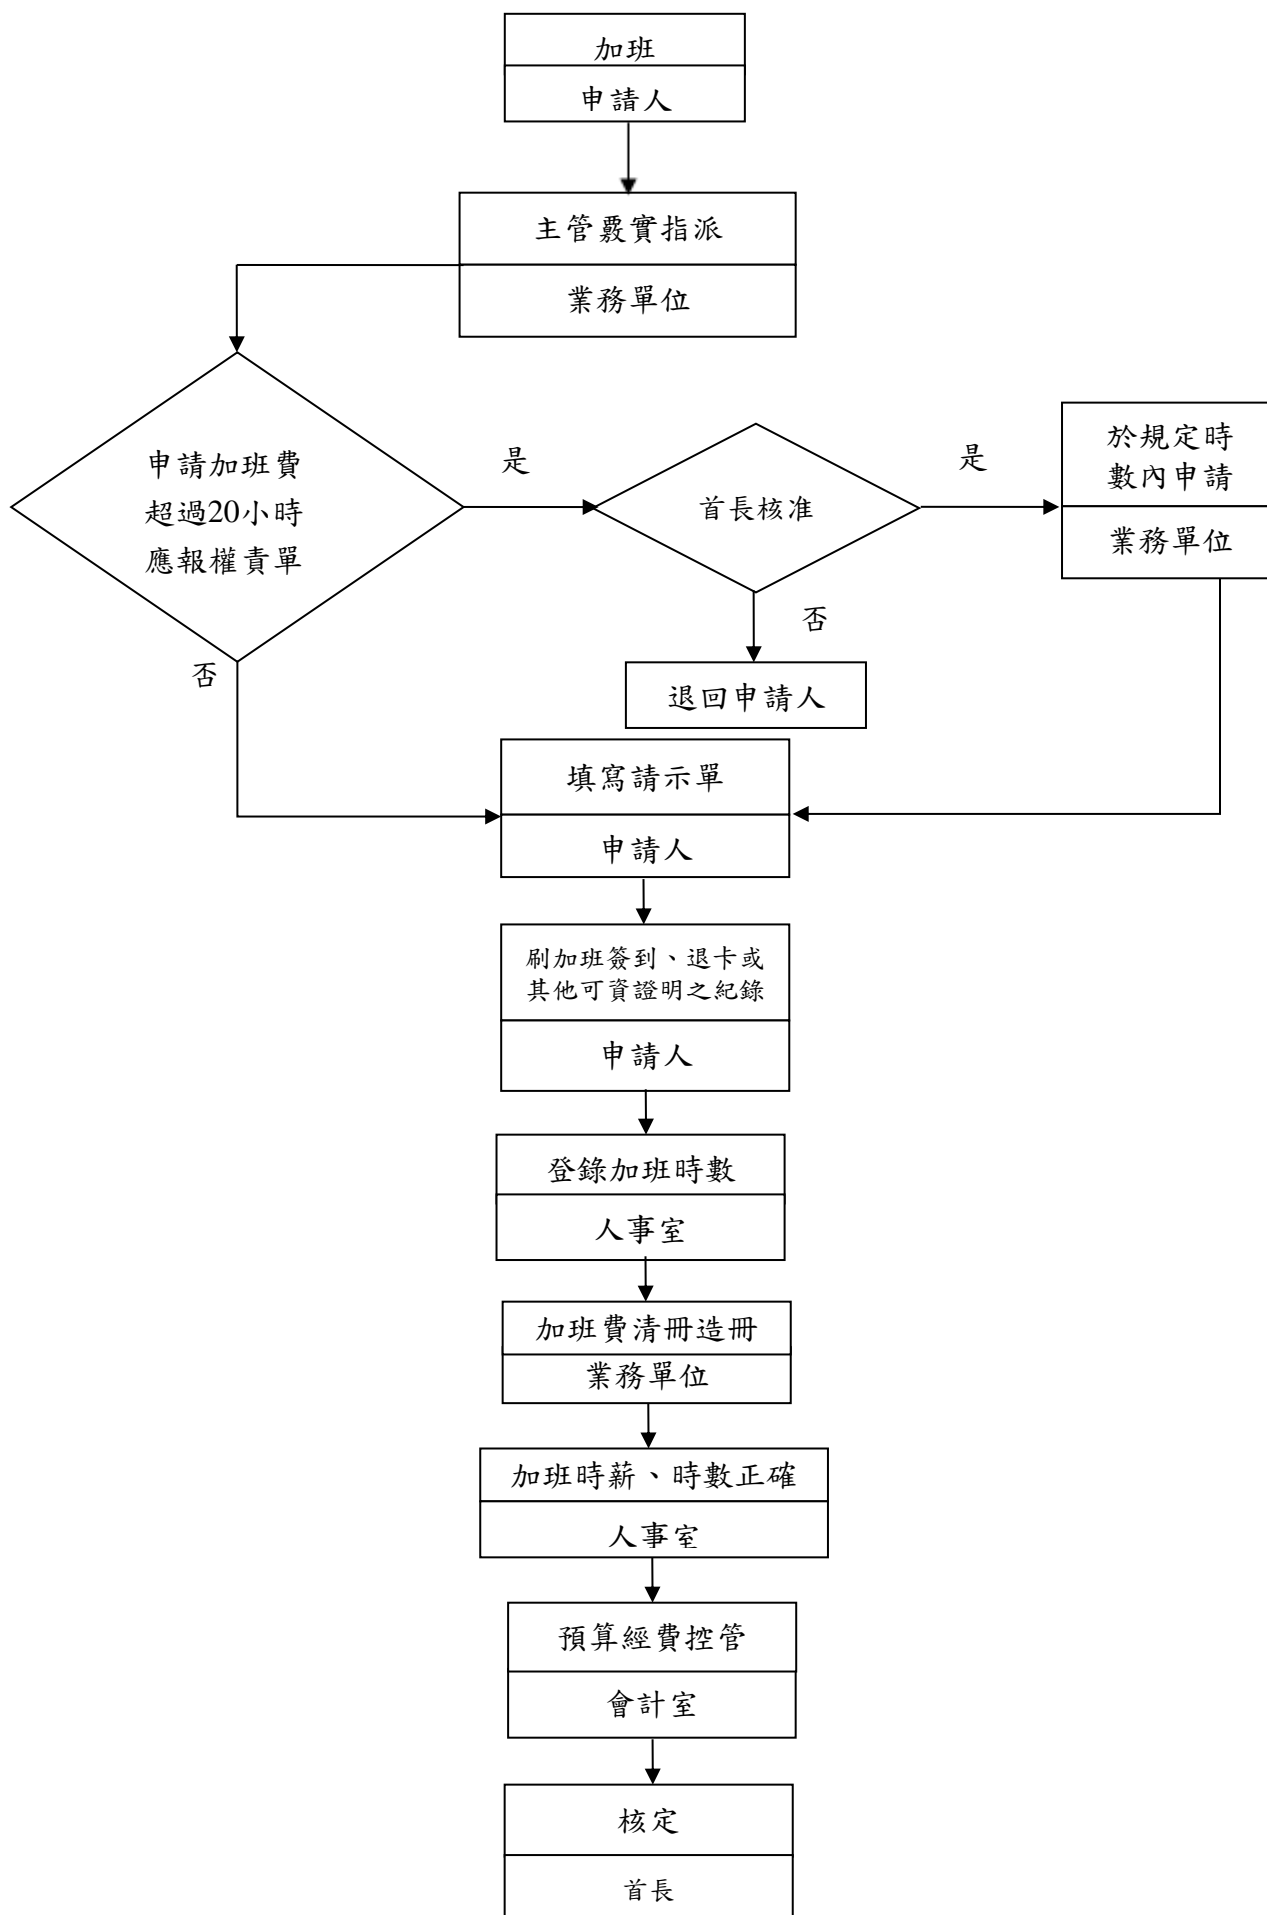 加班
申請人
主管覈實指派
業務單位
申請加班費
超過20小時
應報權責單
是
首長核准
是
於規定時
數內申請
業務單位
否
退回申請人
否
填寫請示單
申請人
刷加班簽到、退卡或
其他可資證明之紀錄
申請人
登錄加班時數
人事室
加班費清冊造冊
業務單位
加班時薪、時數正確
人事室
預算經費控管
會計室
核定
首長